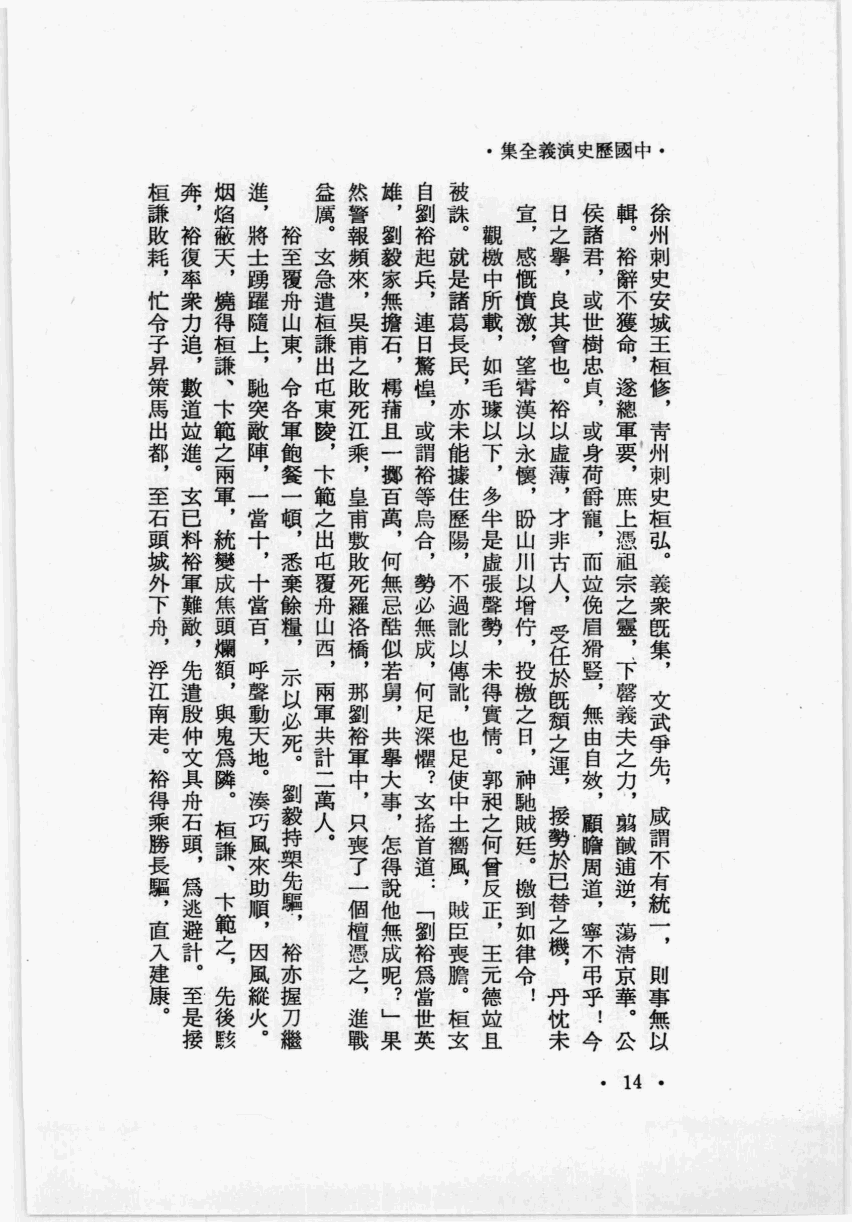 ·中國歷史演義全集·
徐州刺史安城王桓修，青州刺史桓弘。義衆旣集，文武爭先，咸謂不有統一，則事無以
輯。裕辭不獲命，遂總軍要，庶上憑祖宗之靈，下罄義夫之力，翦馘逋逆，蕩淸京華。公
侯諸君，或世樹忠貞，或身荷爵寵，而竝俛眉猾豎，無由自效，顧瞻周道，寧不弔乎！今
日之擧，良其會也。裕以虛薄，才非古人，受任於旣頹之運，接勢於已替之機，丹忱未
宣，感慨憤激，望霄漢以永懷，盼山川以增佇，投檄之日，神馳賊廷。檄到如律令！
觀檄中所載，如毛璩以下，多半是虛張聲勢，未得實情。郭昶之何曾反正，王元德竝且
被誅。就是諸葛長民，亦未能據住歷陽，不過訛以傳訛，也足使中土嚮風，賊臣喪膽。桓玄
自劉裕起兵，連日驚惶，或謂裕等烏合，勢必無成，何足深懼？玄搖首道：「劉裕爲當世英
雄，劉毅家無擔石，樗蒱且一擲百萬，何無忌酷似若舅，共擧大事，怎得說他無成呢？」果
然警報頻來，吳甫之敗死江乘，皇甫敷敗死羅洛橋，那劉裕軍中，只喪了一個檀憑之，進戰
益厲。玄急遣桓謙出屯東陵，卞範之出屯覆舟山西，兩軍共計二萬人。
裕至覆舟山東，令各軍飽餐一頓，悉棄餘糧，示以必死。劉毅持槊先驅，裕亦握刀繼
進，將士踴躍隨上，馳突敵陣，一當十，十當百，呼聲動天地。湊巧風來助順，因風縱火。
烟焰蔽天，燒得桓謙、卞範之兩軍，統變成焦頭爛額，與鬼爲隣。桓謙、卞範之，先後駭
奔，裕復率衆力追，數道竝進。玄已料裕軍難敵，先遣殷仲文具舟石頭，爲逃避計。至是接
桓謙敗耗，忙令子昇策馬出都，至石頭城外下舟，浮江南走。裕得乘勝長驅，直入建康。
·14·